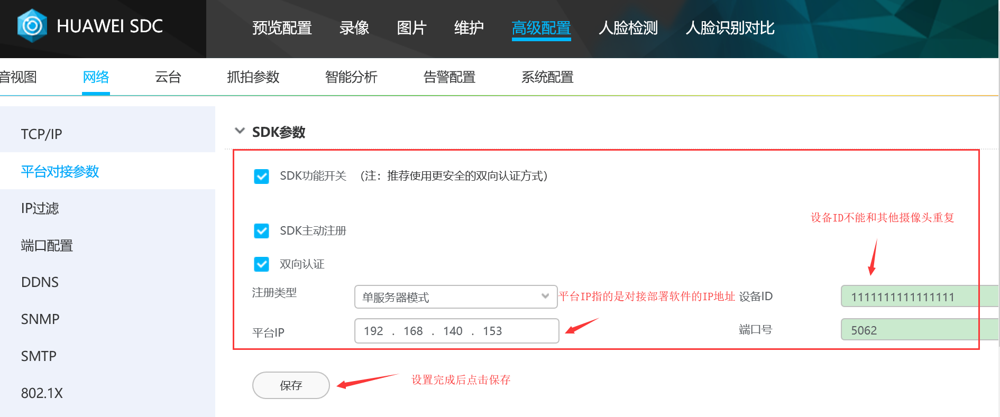 HUAWEI SDC
预览配置 录像 图片 维护 高级配置 人脸检测 人脸识别对比
音视图 网络 云台 抓拍参数 智能分析 告警配置 系统配置
TCP/IP
平台对接参数
IP过滤
端口配置
DDNS
SNMP
SMTP
802.1X
SDK参数
SDK功能开关 （注：推荐使用更安全的双向认证方式）
设备ID不能和其他摄像头重复
SDK主动注册
双向认证
注册类型 单服务器模式 平台IP指的是对接部署软件的IP地址 设备ID 1111111111111111
平台IP 192 . 168 . 140 . 153 端口号 5062
保存 设置完成后点击保存